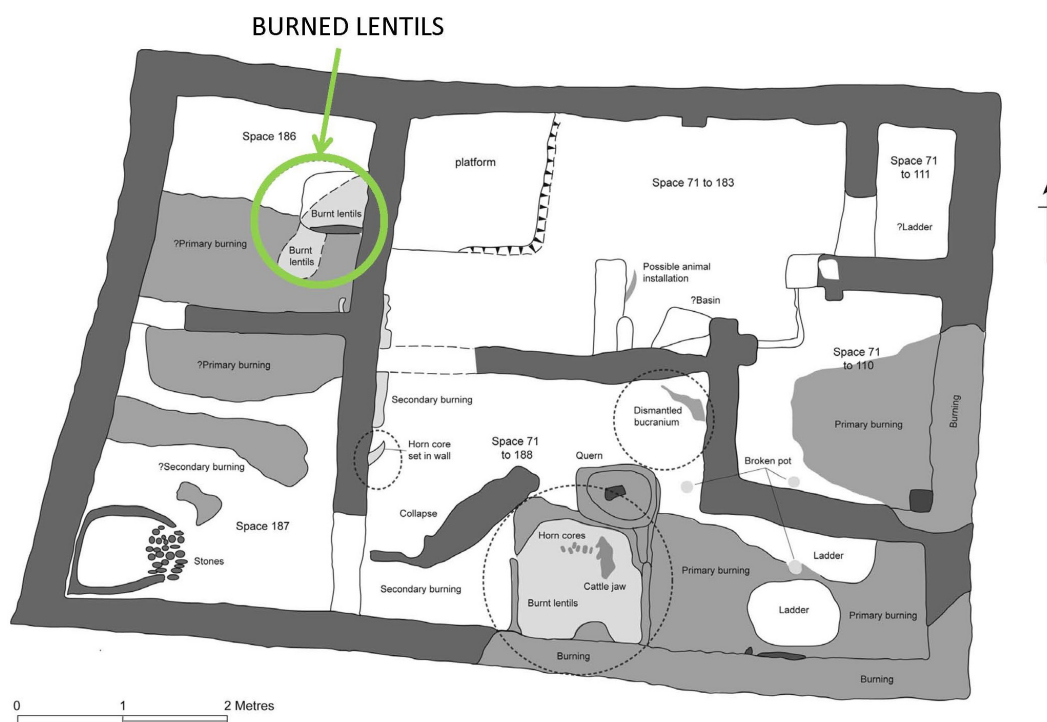 BURNED LENTILS
Space 186
platform
Space 71 to 183
Space 71
to 111
?Ladder
Burnt lentils
Burnt
lentils
?Primary burning
Possible animal
installation
?Basin
Space 71
to 110
?Primary burning
Secondary burning
Dismantled
bucranium
Primary burning
Burning
Horn core
set in wall
Space 71
to 188
Quern
Broken pot
?Secondary burning
Space 187
Collapse
Stones
Horn cores
Cattle jaw
Burnt lentils
Secondary burning
Primary burning
Ladder
Ladder
Primary burning
Burning
Burning
0 1 2 Metres